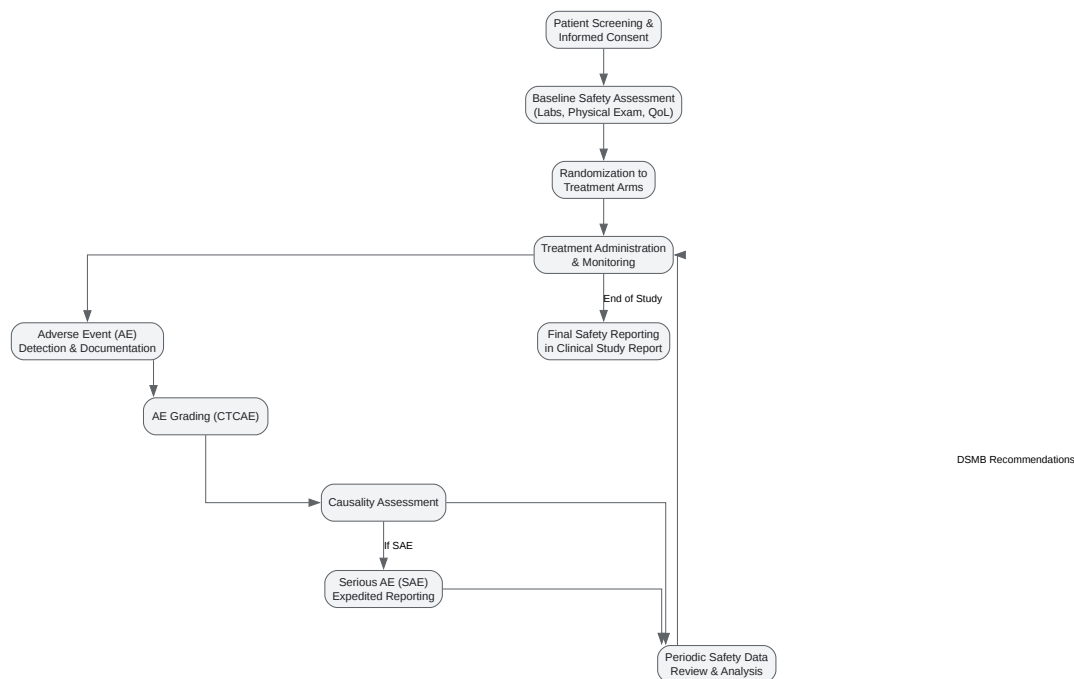 Patient Screening &
Informed Consent
Baseline Safety Assessment
(Labs, Physical Exam, QoL)
Randomization to
Treatment Arms
Treatment Administration
& Monitoring
End of Study
Adverse Event (AE)
Detection & Documentation
Final Safety Reporting
in Clinical Study Report
AE Grading (CTCAE)
DSMB Recommendations
Causality Assessment
If SAE
Serious AE (SAE)
Expedited Reporting
Periodic Safety Data
Review & Analysis